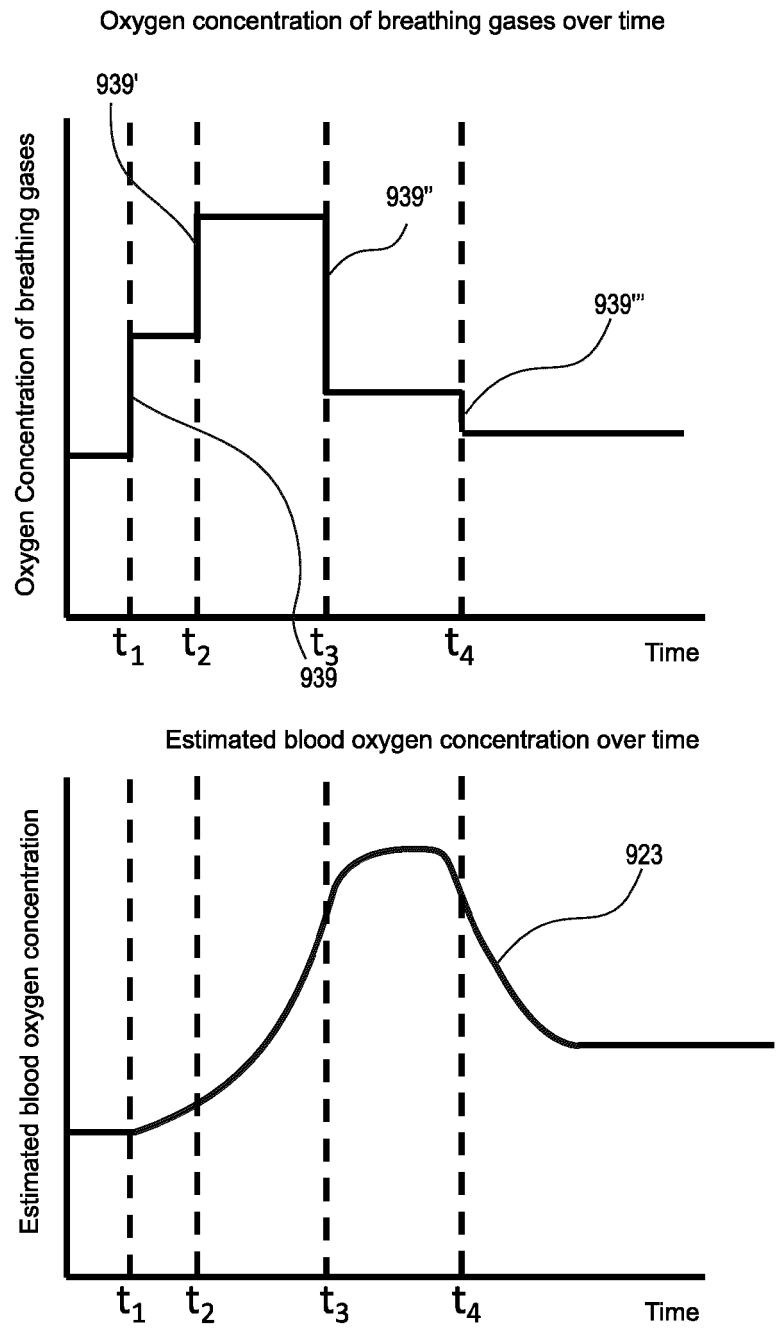 Oxygen concentration of breathing gases over time
939'
939''
939'''
Oxygen Concentration of breathing gases
t1 t2 t3 t4 Time
939
Estimated blood oxygen concentration over time
923
Estimated blood oxygen concentration
t1 t2 t3 t4 Time